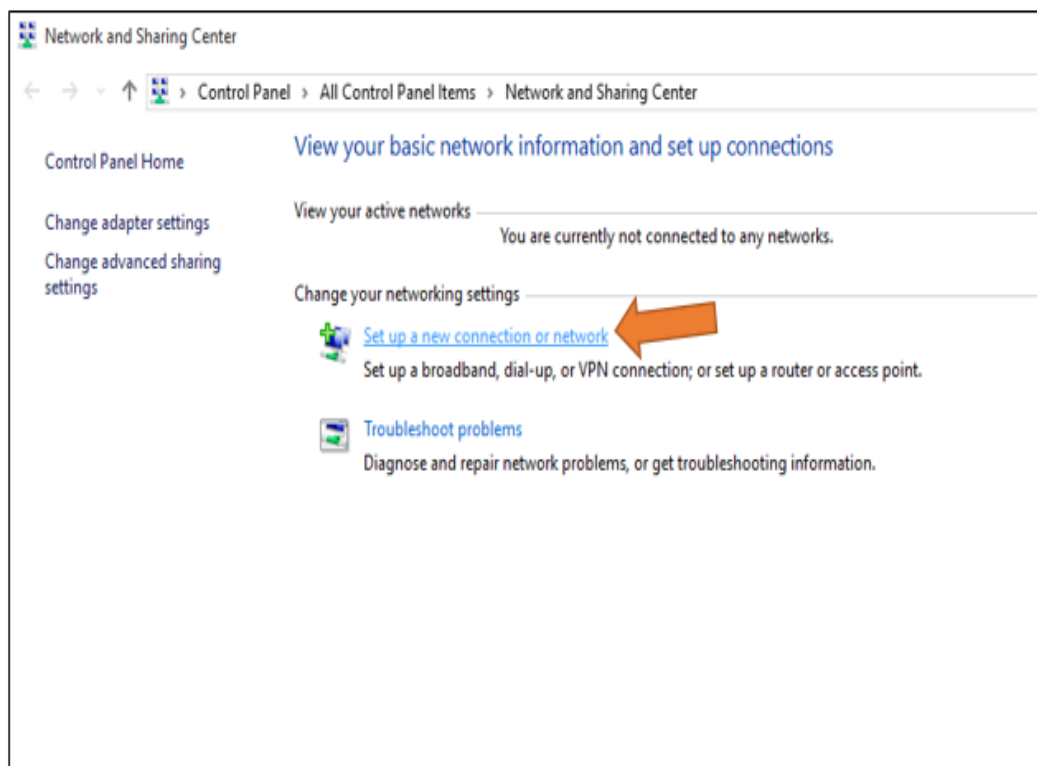 Network and Sharing Center
Control Panel > All Control Panel Items > Network and Sharing Center
Control Panel Home
Change adapter settings
Change advanced sharing
settings
View your basic network information and set up connections
View your active networks
You are currently not connected to any networks.
Change your networking settings
Set up a new connection or network
Set up a broadband, dial-up, or VPN connection; or set up a router or access point.
Troubleshoot problems
Diagnose and repair network problems, or get troubleshooting information.